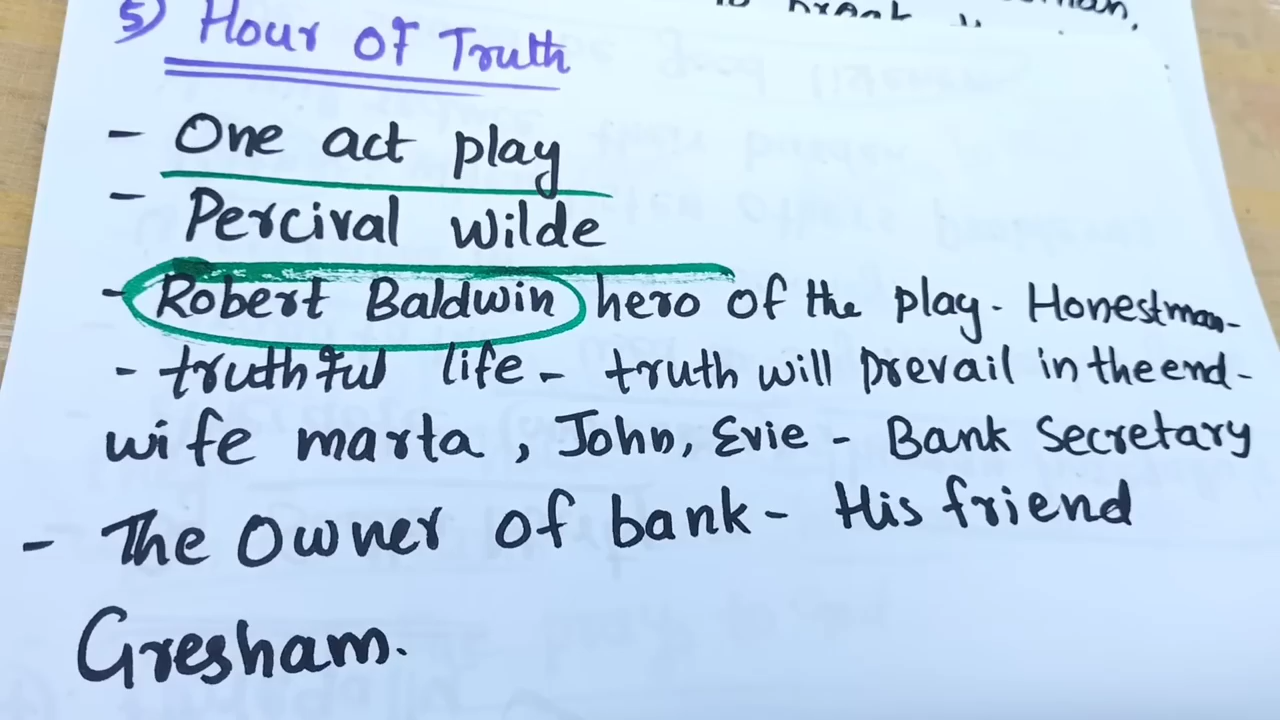 5) Hour of Truth
- One act play
- Percival Wilde
- Robert Baldwin hero of the play. Honestman-
- truthful life - truth will prevail in the end-
wife marta, John, Evie - Bank Secretary
- The Owner of bank - His friend
Gresham.